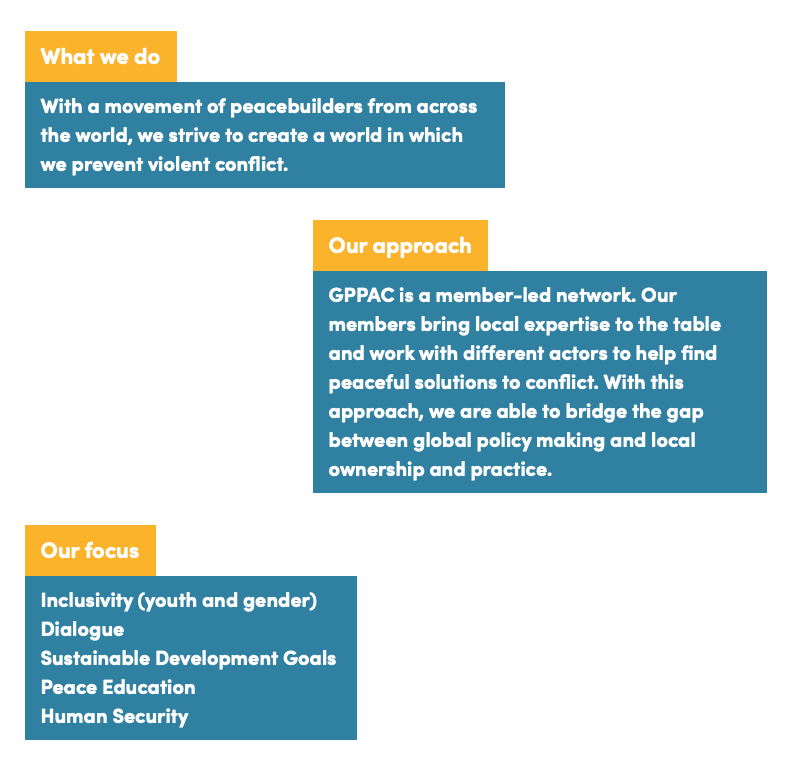 What we do
With a movement of peacebuilders from across
the world, we strive to create a world in which
we prevent violent conflict.
Our approach
GPPAC is a member-led network. Our
members bring local expertise to the table
and work with different actors to help find
peaceful solutions to conflict. With this
approach, we are able to bridge the gap
between global policy making and local
ownership and practice.
Our focus
Inclusivity (youth and gender)
Dialogue
Sustainable Development Goals
Peace Education
Human Security